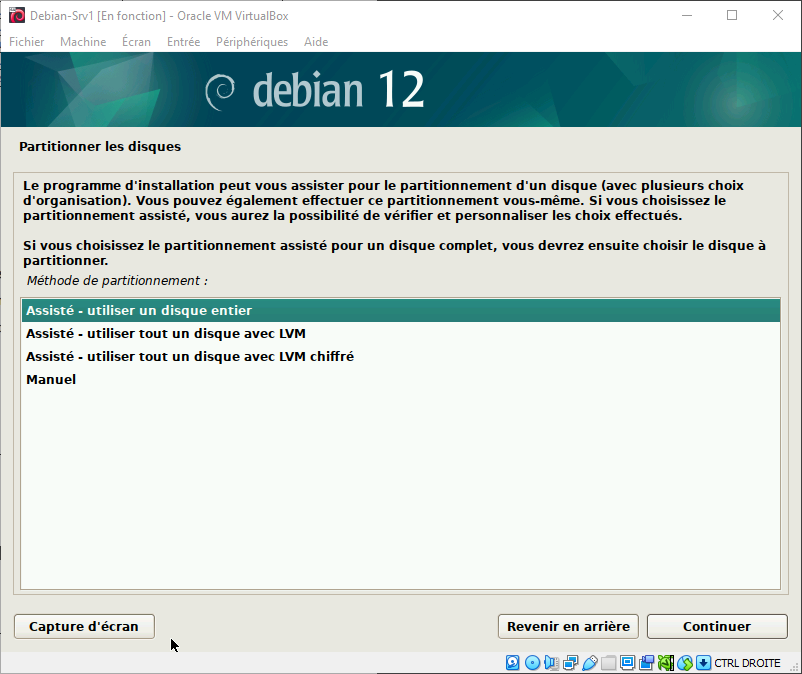 Debian-Srv1 [En fonction] - Oracle VM VirtualBox
Fichier Machine Écran Entrée Périphériques Aide
debian 12
Partitionner les disques
Le programme d'installation peut vous assister pour le partitionnement d'un disque (avec plusieurs choix
d'organisation). Vous pouvez également effectuer ce partitionnement vous-même. Si vous choisissez le
partitionnement assisté, vous aurez la possibilité de vérifier et personnaliser les choix effectués.
Si vous choisissez le partitionnement assisté pour un disque complet, vous devrez ensuite choisir le disque à
partitionner.
Méthode de partitionnement :
Assisté - utiliser un disque entier
Assisté - utiliser tout un disque avec LVM
Assisté - utiliser tout un disque avec LVM chiffré
Manuel
Capture d'écran Revenir en arrière Continuer
CTRL DROITE